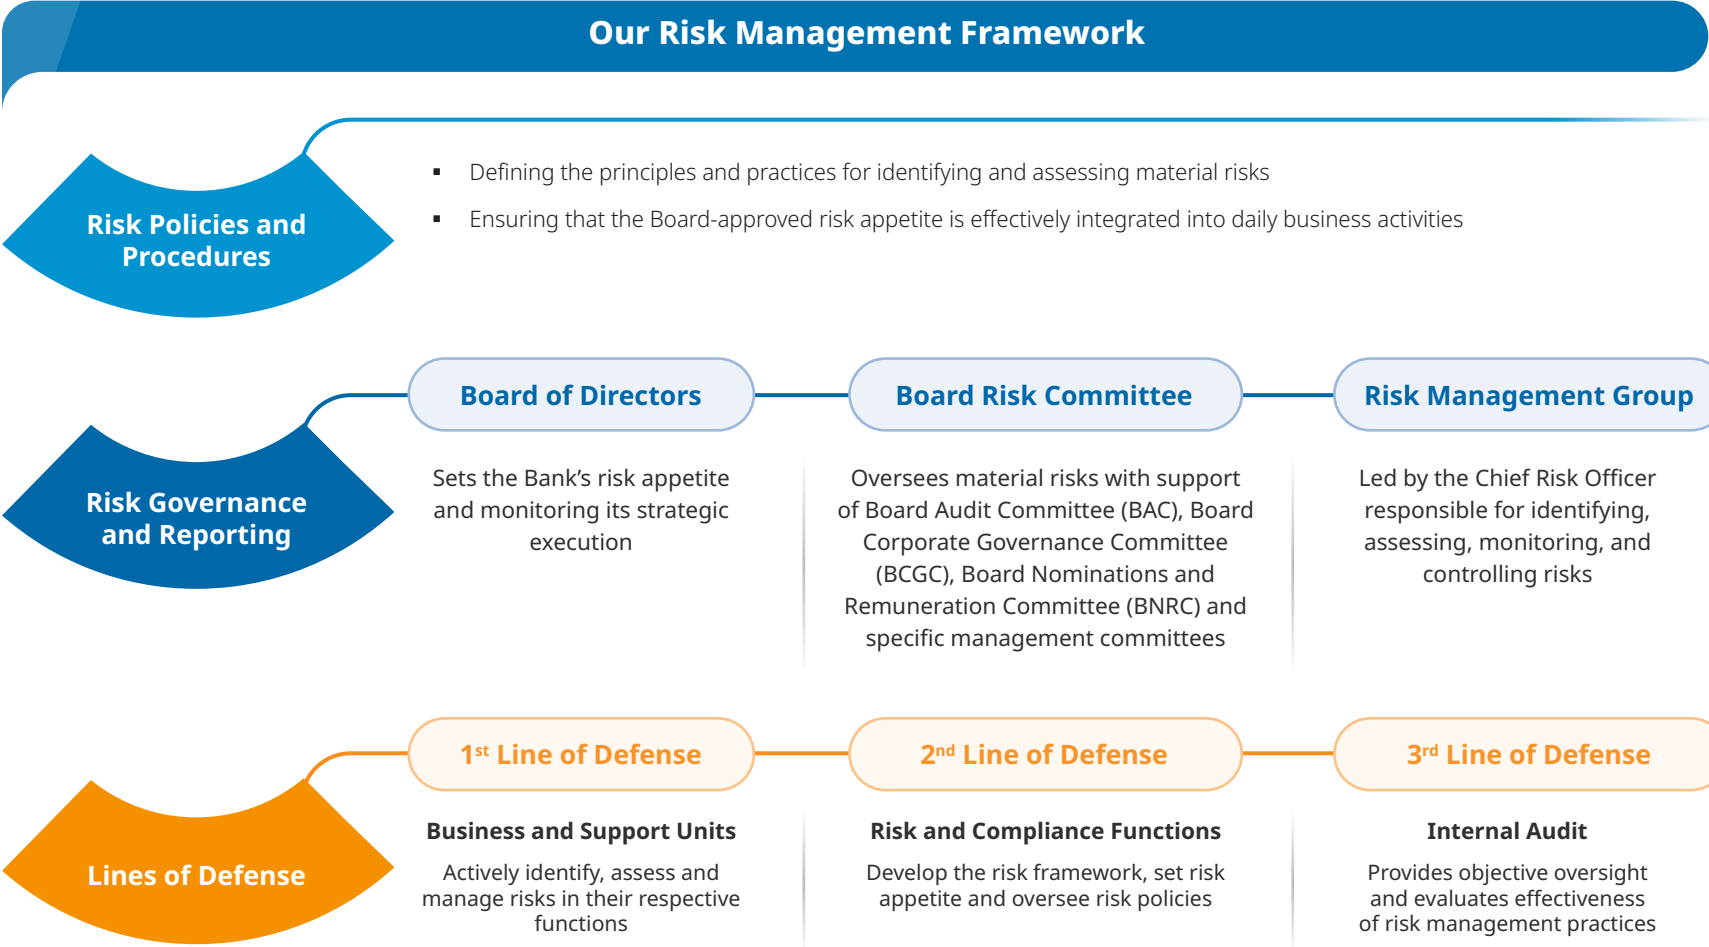 Our Risk Management Framework
Risk Policies and
Procedures
▪ Defining the principles and practices for identifying and assessing material risks
▪ Ensuring that the Board-approved risk appetite is effectively integrated into daily business activities
Risk Governance
and Reporting
Board of Directors
Sets the Bank’s risk appetite
and monitoring its strategic
execution
Board Risk Committee
Oversees material risks with support
of Board Audit Committee (BAC), Board
Corporate Governance Committee
(BCGC), Board Nominations and
Remuneration Committee (BNRC) and
specific management committees
Risk Management Group
Led by the Chief Risk Officer
responsible for identifying,
assessing, monitoring, and
controlling risks
Lines of Defense
1st Line of Defense
Business and Support Units
Actively identify, assess and
manage risks in their respective
functions
2nd Line of Defense
Risk and Compliance Functions
Develop the risk framework, set risk
appetite and oversee risk policies
3rd Line of Defense
Internal Audit
Provides objective oversight
and evaluates effectiveness
of risk management practices